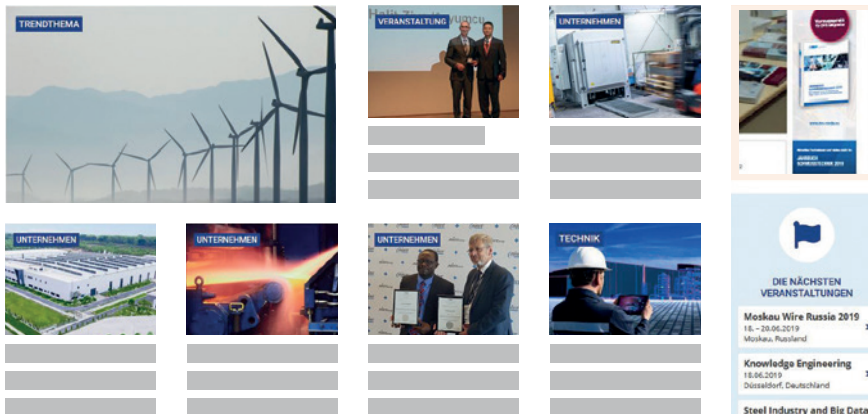 TRENDTHEMA
VERANSTALTUNG
UNTERNEHMEN
UNTERNEHMEN
UNTERNEHMEN
UNTERNEHMEN
TECHNIK
JAHRBUCH
DIE NÄCHSTEN
VERANSTALTUNGEN
Moskau Wire Russia 2019
18. – 20.06.2019
Moskau, Russland
Knowledge Engineering
18.06.2019
Düsseldorf, Deutschland
Steel Industry and Big Data